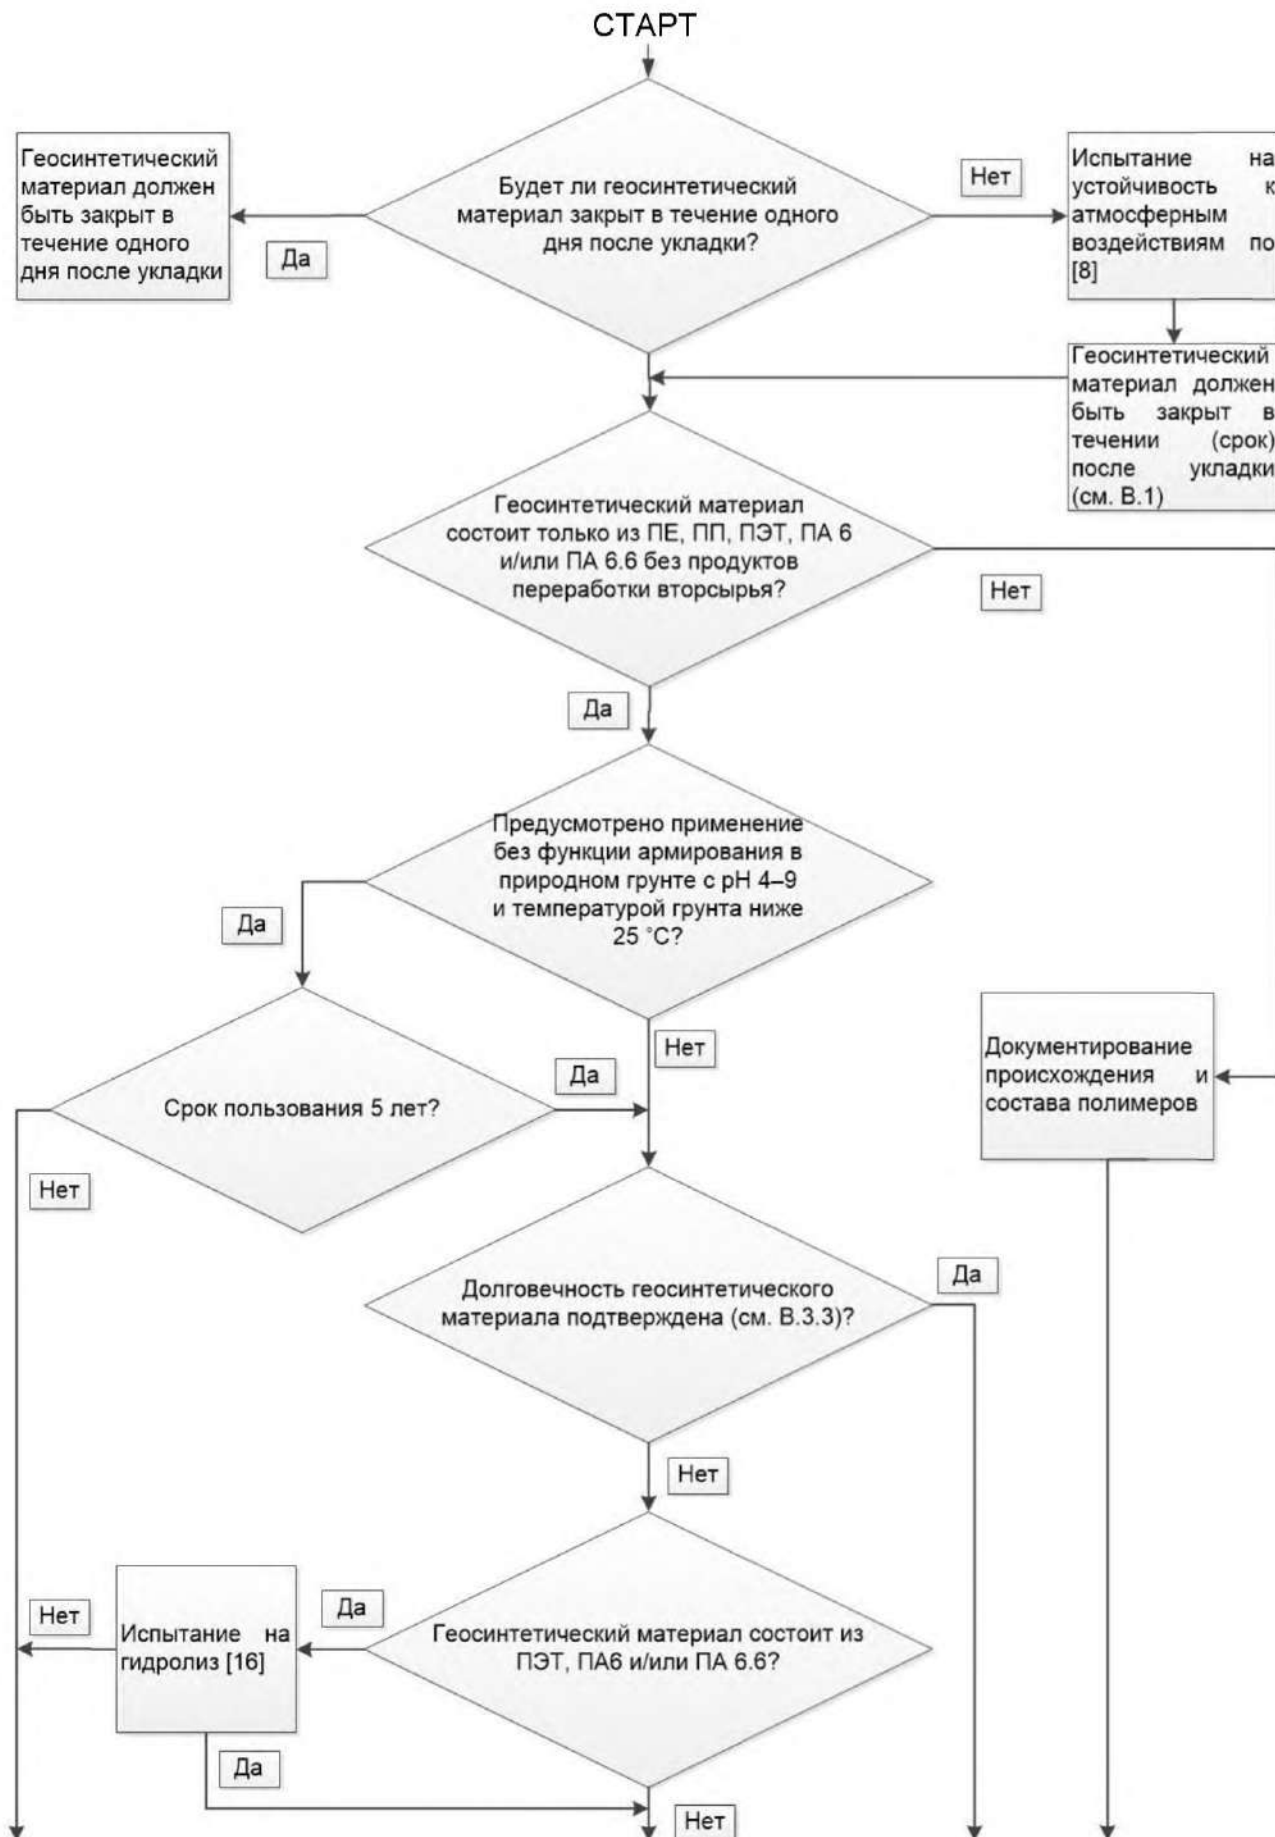 СТАРТ
Геосинтетический
материал должен
быть закрыт в
течение одного
дня после укладки
Да
Будет ли геосинтетический
материал закрыт в течение одного
дня после укладки?
Нет
Испытание на
устойчивость к
атмосферным
воздействиям по
[8]
Геосинтетический
материал должен
быть закрыт в
течении (срок)
после укладки
(см. В.1)
Геосинтетический материал
состоит только из ПЕ, ПП, ПЭТ, ПА 6
и/или ПА 6.6 без продуктов
переработки вторсырья?
Нет
Да
Предусмотрено применение
без функции армирования в
природном грунте с pH 4–9
и температурой грунта ниже
25 °С?
Да
Нет
Документирование
происхождения и
состава полимеров
Срок пользования 5 лет?
Да
Нет
Долговечность геосинтетического
материала подтверждена (см. В.3.3)?
Да
Нет
Геосинтетический материал состоит из
ПЭТ, ПА6 и/или ПА 6.6?
Да
Испытание на
гидролиз [16]
Нет
Да
Нет